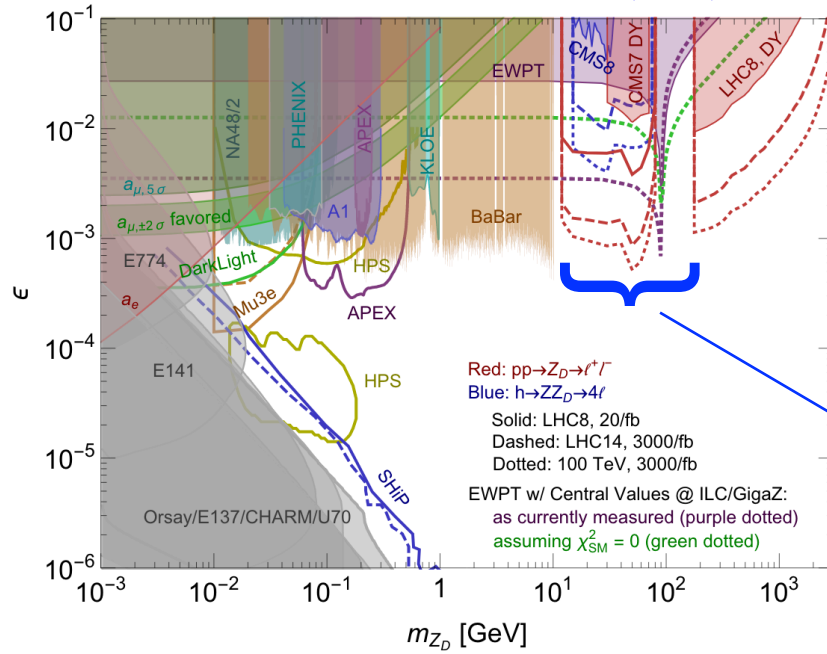 10⁻¹
10⁻²
10⁻³
10⁻⁴
10⁻⁵
10⁻⁶
ϵ
NA48/2
PHENIX
APEX
KLOE
EWPT
CMS8
CMS7 DY
LHC8, DY
aμ,5σ
aμ,±2σ favored
A1
BaBar
E774
DarkLight
HPS
ae
Mu3e
APEX
E141
HPS
SHiP
Orsay/E137/CHARM/U70
Red: pp→Z_D→ℓ⁺ℓ⁻
Blue: h→ZZ_D→4ℓ
Solid: LHC8, 20/fb
Dashed: LHC14, 3000/fb
Dotted: 100 TeV, 3000/fb
EWPT w/ Central Values @ ILC/GigaZ:
as currently measured (purple dotted)
assuming χ²_SM = 0 (green dotted)
10⁻³ 10⁻² 10⁻¹ 1 10¹ 10² 10³
m_Z_D [GeV]